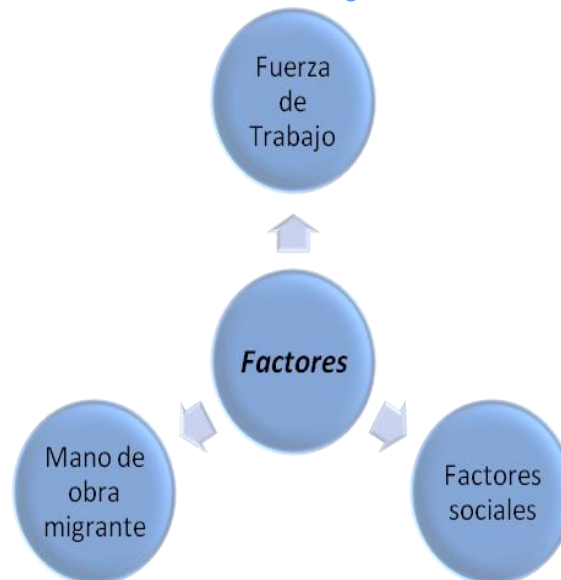 Fuerza
de
Trabajo
Factores
Mano de
obra
migrante
Factores
sociales